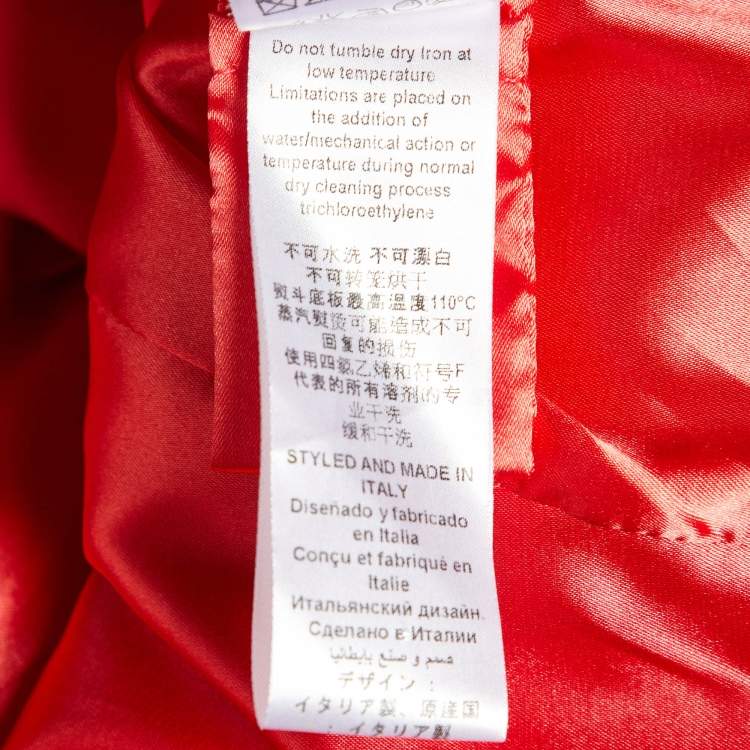 Do not tumble dry Iron at
low temperature
Limitations are placed on
the addition of
water/mechanical action or
temperature during normal
dry cleaning process
trichloroethylene
不可水洗 不可漂白
不可转笼烘干
熨斗底板最高温度110°C
蒸汽熨烫可能造成不可
回复的损伤
使用四氯乙烯和符号F
代表的所有溶剂的专
业干洗
缓和干洗
STYLED AND MADE IN
ITALY
Diseñado y fabricado
en Italia
Conçu et fabriqué en
Italie
Итальянский дизайн.
Сделано в Италии
صمم و صنع بايطاليا
デザイン：
イタリア製、原産国
：イタリア製